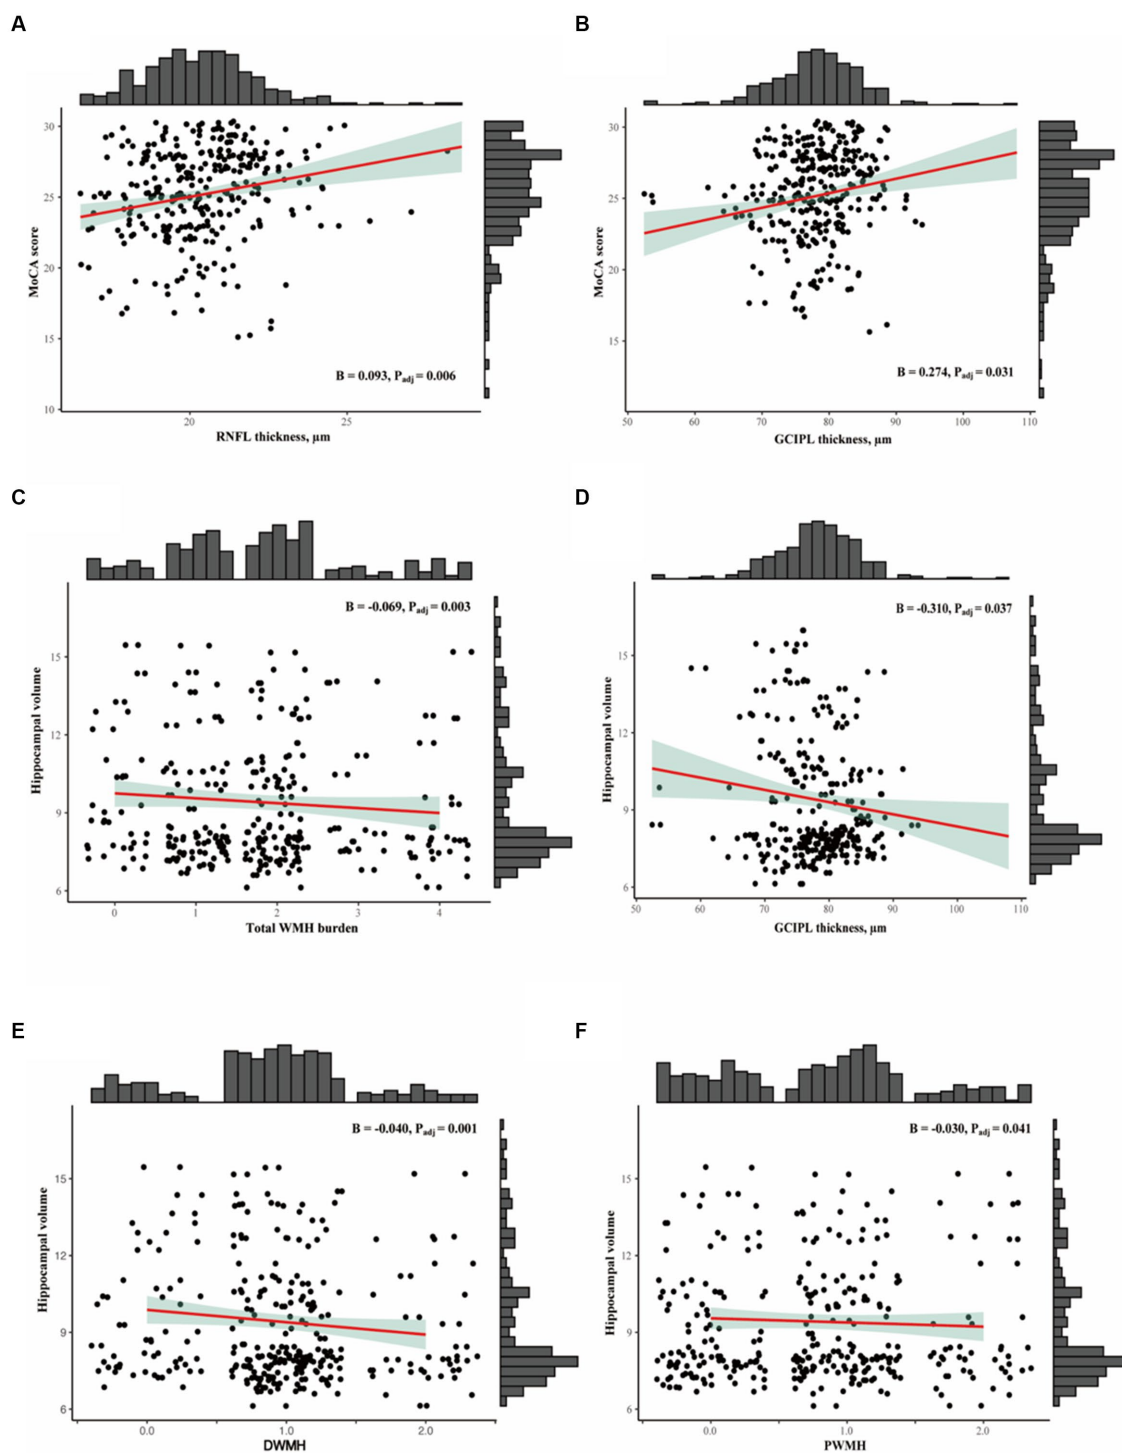 A
B
30
25
20
15
10
MoCA score
B = 0.093, Padj = 0.006
20 25
RNFL thickness, µm
30
25
20
15
MoCA score
B = 0.274, Padj = 0.031
50 60 70 80 90 100 110
GCIPL thickness, µm
C
D
15
12
9
6
Hippocampal volume
B = -0.069, Padj = 0.003
0 1 2 3 4
Total WMH burden
15
12
9
6
Hippocampal volume
B = -0.310, Padj = 0.037
50 60 70 80 90 100 110
GCIPL thickness, µm
E
F
15
12
9
6
Hippocampal volume
B = -0.040, Padj = 0.001
0.0 1.0 2.0
DWMH
15
12
9
6
Hippocampal volume
B = -0.030, Padj = 0.041
0.0 1.0 2.0
PWMH